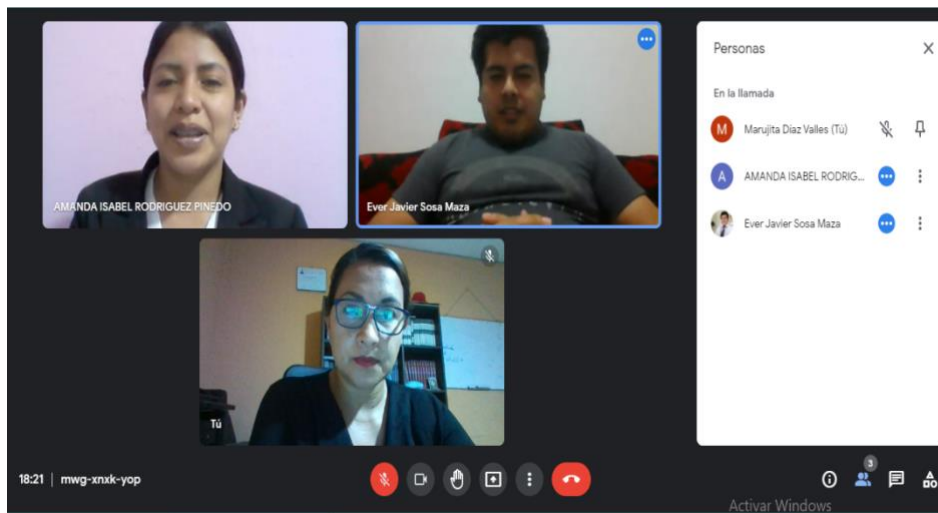 AMANDA ISABEL RODRIGUEZ PINEDO
Ever Javier Sosa Maza
Tú
Personas
En la llamada
M Marujita Díaz Valles (Tú)
A AMANDA ISABEL RODRIG...
Ever Javier Sosa Maza
18:21 | mwg-xnxk-yop
3
Activar Windows